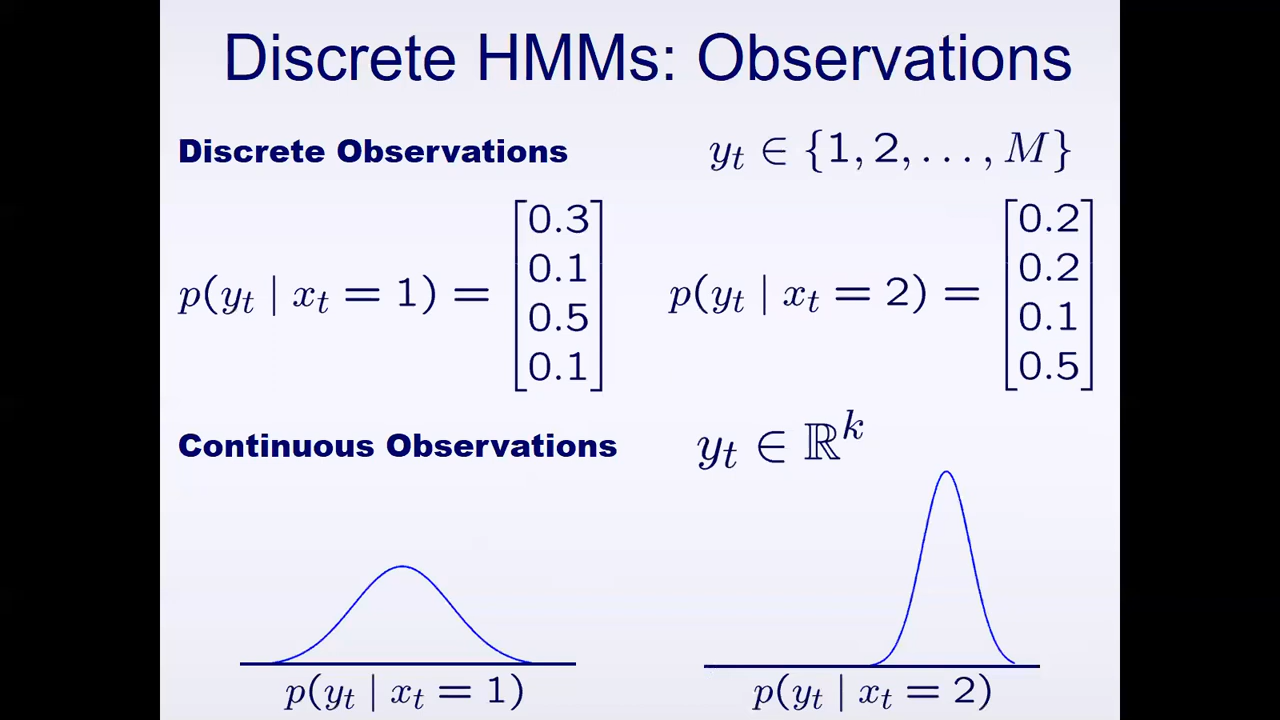 Discrete HMMs: Observations
Discrete Observations y_t ∈ {1, 2, . . . , M}
p(y_t | x_t = 1) = [0.3 0.1 0.5 0.1] p(y_t | x_t = 2) = [0.2 0.2 0.1 0.5]
Continuous Observations y_t ∈ ℝ^k
p(y_t | x_t = 1) p(y_t | x_t = 2)